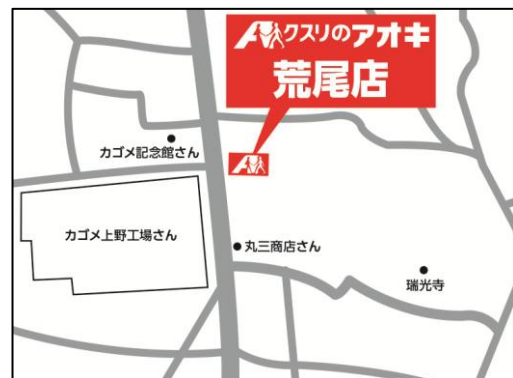 クスリのアオキ
荒尾店
カゴメ記念館さん
カゴメ上野工場さん
丸三商店さん
瑞光寺